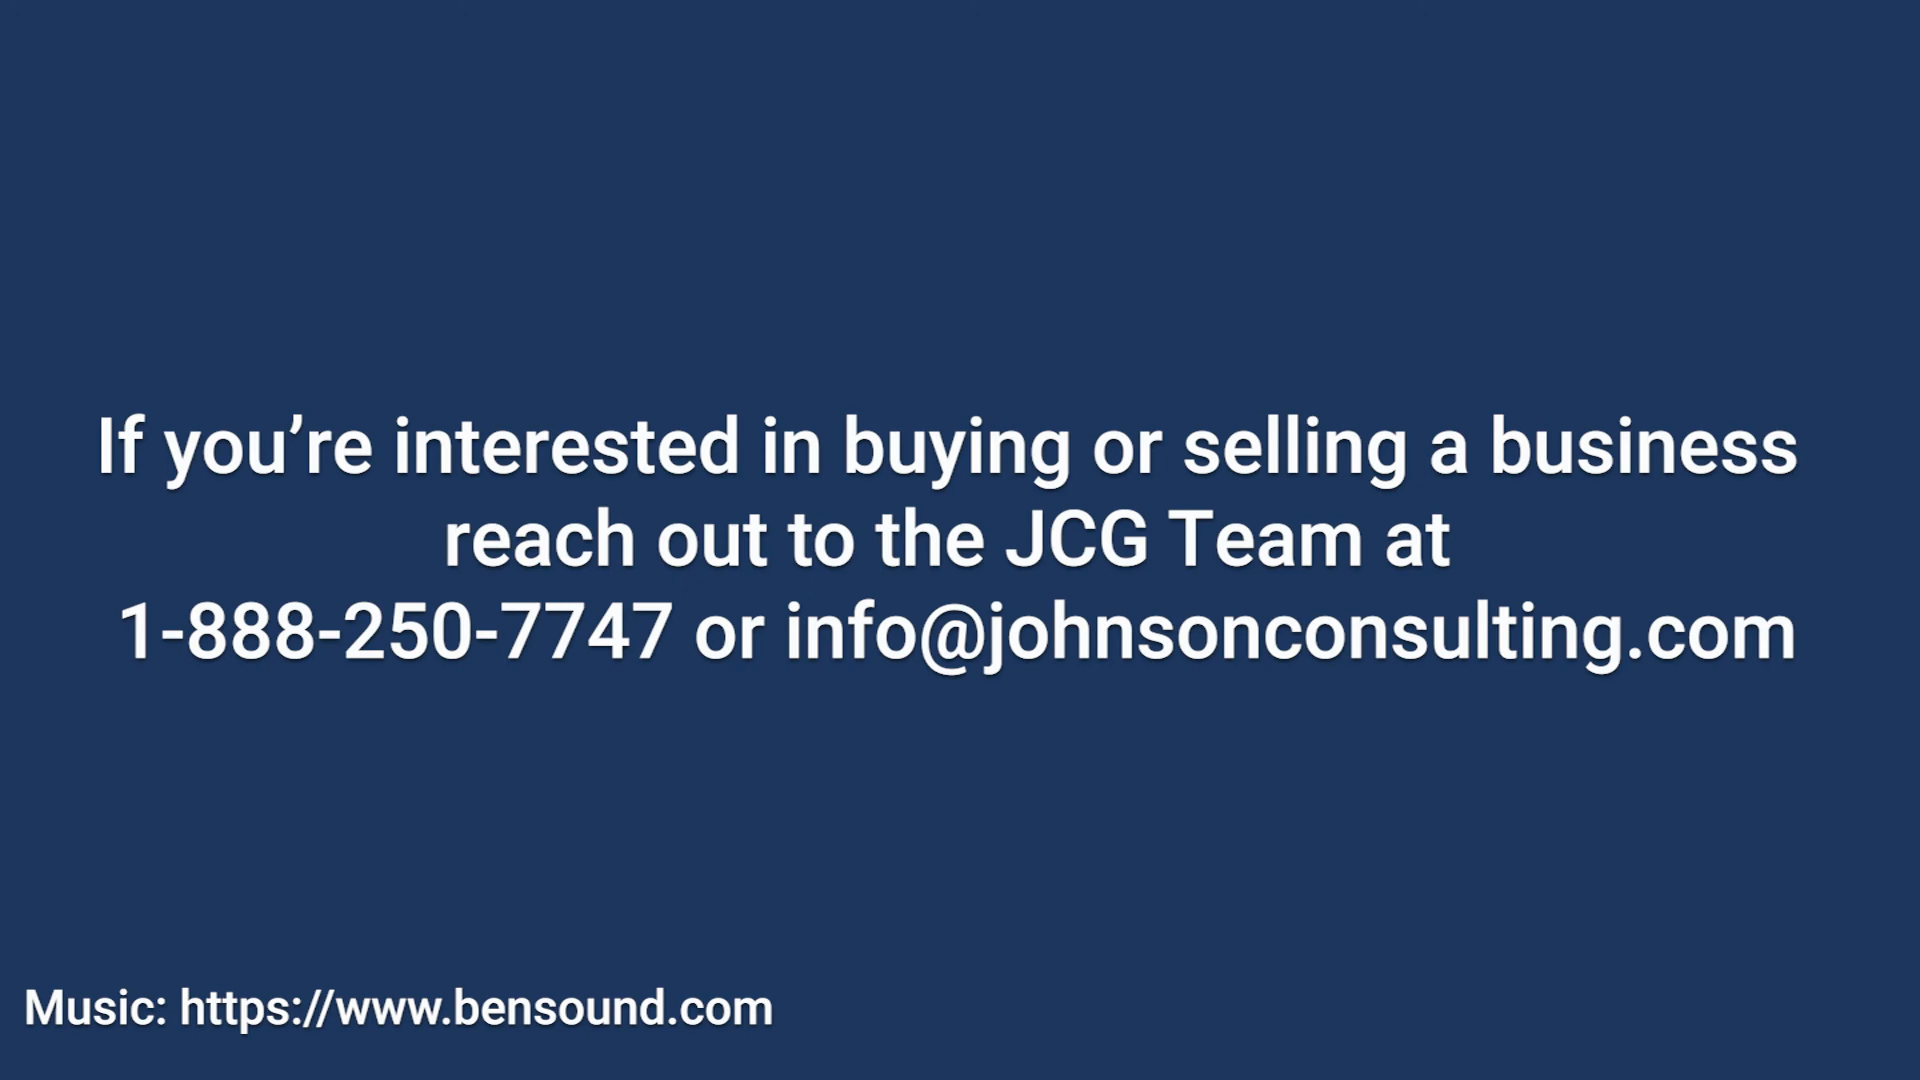 If you’re interested in buying or selling a business
reach out to the JCG Team at
1-888-250-7747 or info@johnsonconsulting.com
Music: https://www.bensound.com